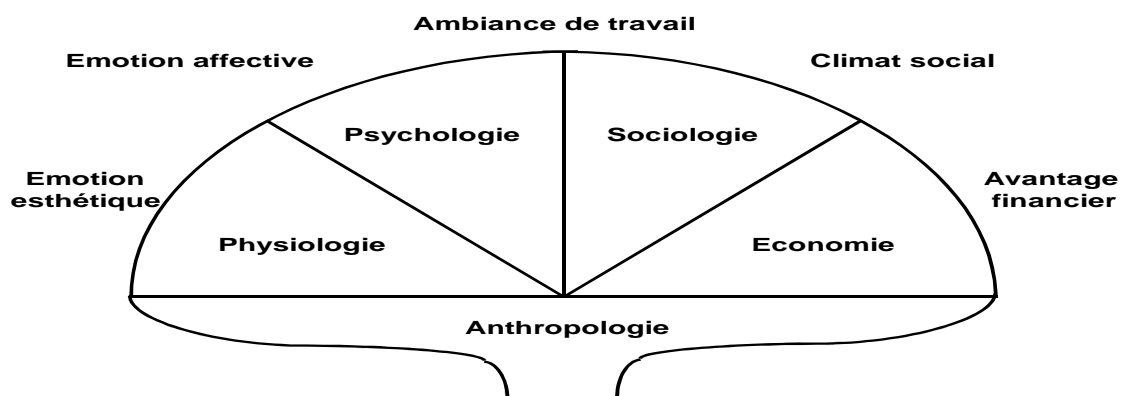 Ambiance de travail
Emotion affective
Climat social
Psychologie
Sociologie
Emotion
esthétique
Avantage
financier
Physiologie
Economie
Anthropologie